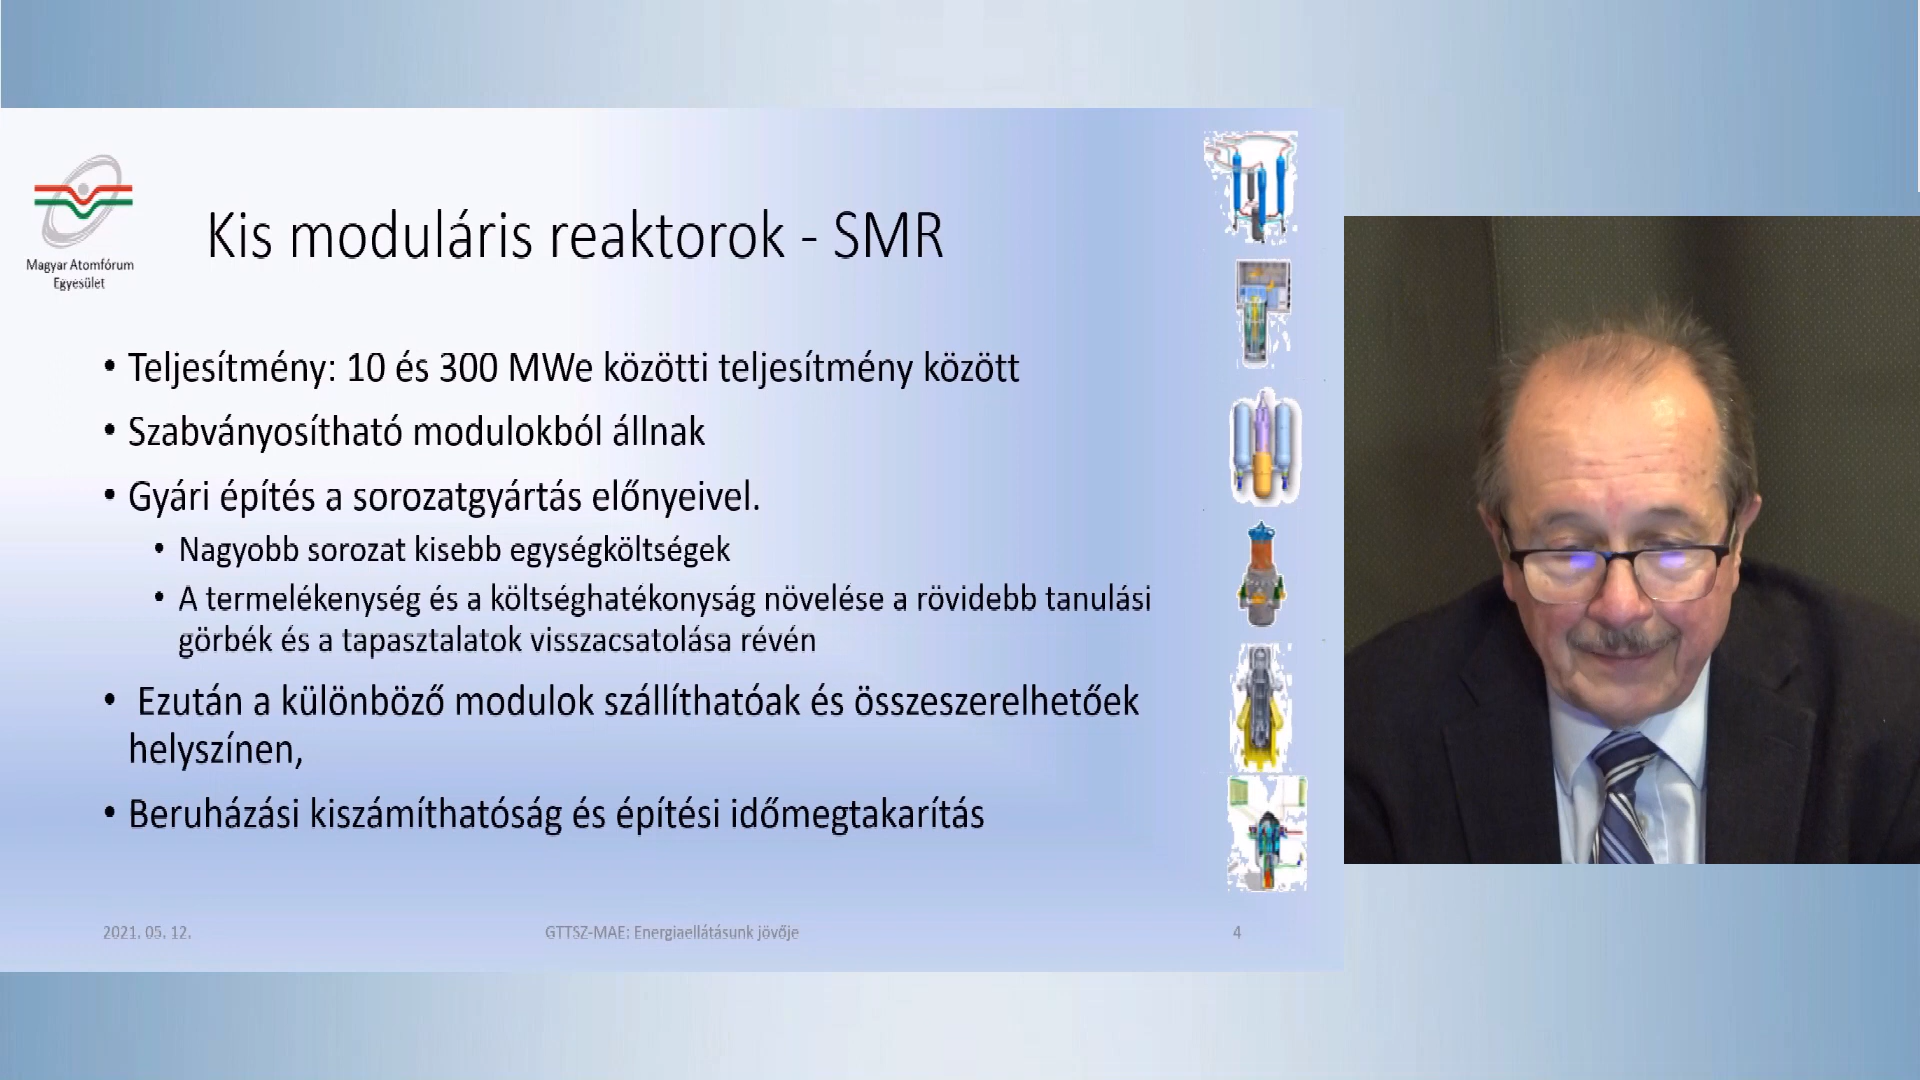 Magyar Atomfórum
Egyesület
Kis moduláris reaktorok - SMR
• Teljesítmény: 10 és 300 MWe közötti teljesítmény között
• Szabványosítható modulokból állnak
• Gyári építés a sorozatgyártás előnyeivel.
• Nagyobb sorozat kisebb egységköltségek
• A termelékenység és a költséghatékonyság növelése a rövidebb tanulási
görbék és a tapasztalatok visszacsatolása révén
• Ezután a különböző modulok szállíthatóak és összeszerelhetőek
helyszínen,
• Beruházási kiszámíthatóság és építési időmegtakarítás
2021. 05. 12.
GTTSZ-MAE: Energiaellátásunk jövője
4